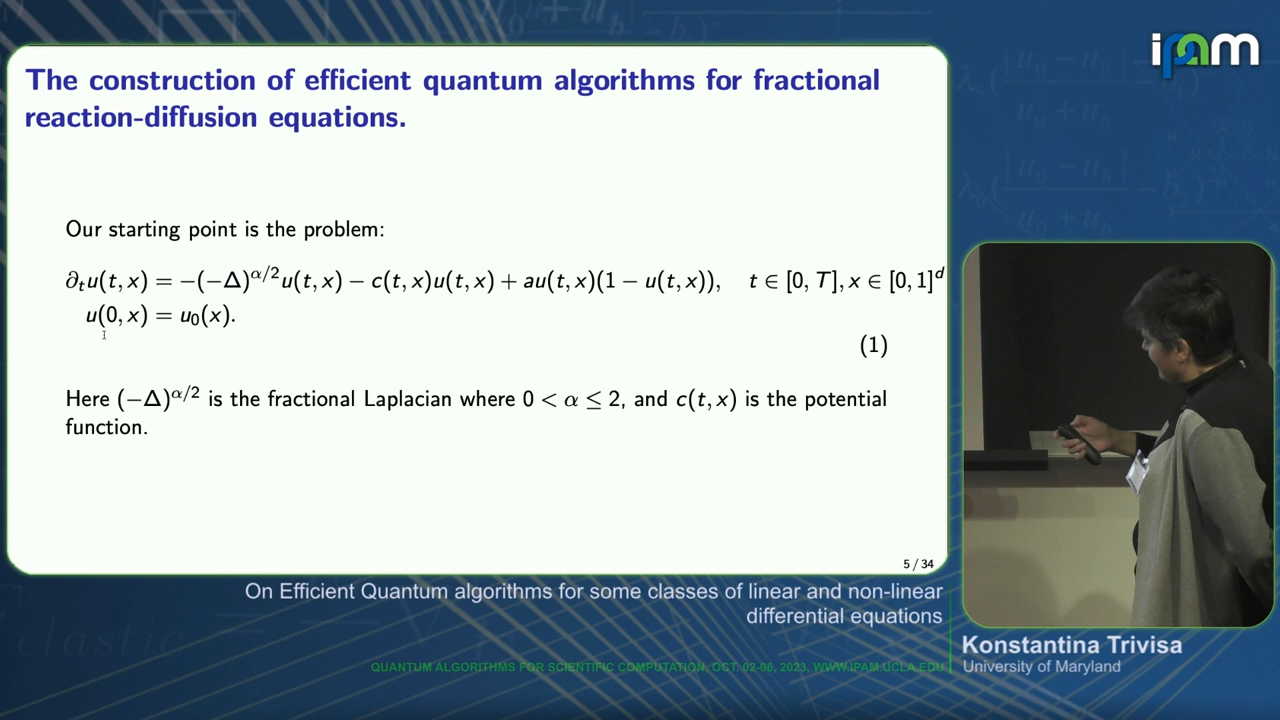 ipam
The construction of efficient quantum algorithms for fractional
reaction-diffusion equations.
Our starting point is the problem:
∂ₜu(t, x) = −(−Δ)^{α/2}u(t, x) − c(t, x)u(t, x) + au(t, x)(1 − u(t, x)), t ∈ [0, T], x ∈ [0, 1]^d
u(0, x) = u₀(x).
(1)
Here (−Δ)^{α/2} is the fractional Laplacian where 0 < α ≤ 2, and c(t, x) is the potential
function.
5 / 34
On Efficient Quantum algorithms for some classes of linear and non-linear
differential equations
Konstantina Trivisa
University of Maryland
QUANTUM ALGORITHMS FOR SCIENTIFIC COMPUTATION, OCT. 02-06, 2023, WWW.IPAM.UCLA.EDU